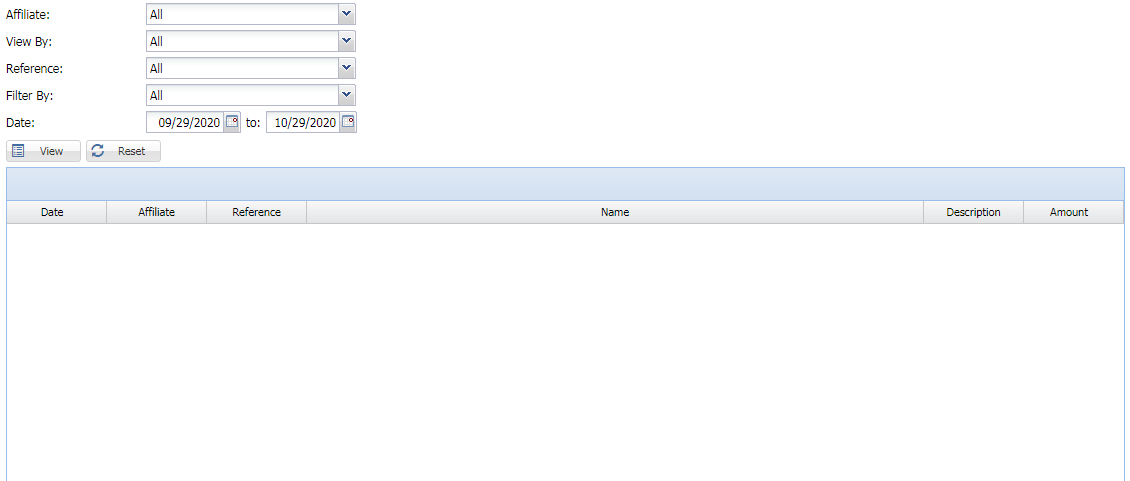 Affiliate: All
View By: All
Reference: All
Filter By: All
Date: 09/29/2020 to: 10/29/2020
View Reset
Date Affiliate Reference Name Description Amount